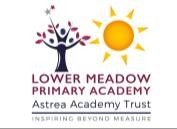 LOWER MEADOW
PRIMARY ACADEMY
Astrea Academy Trust
INSPIRING BEYOND MEASURE